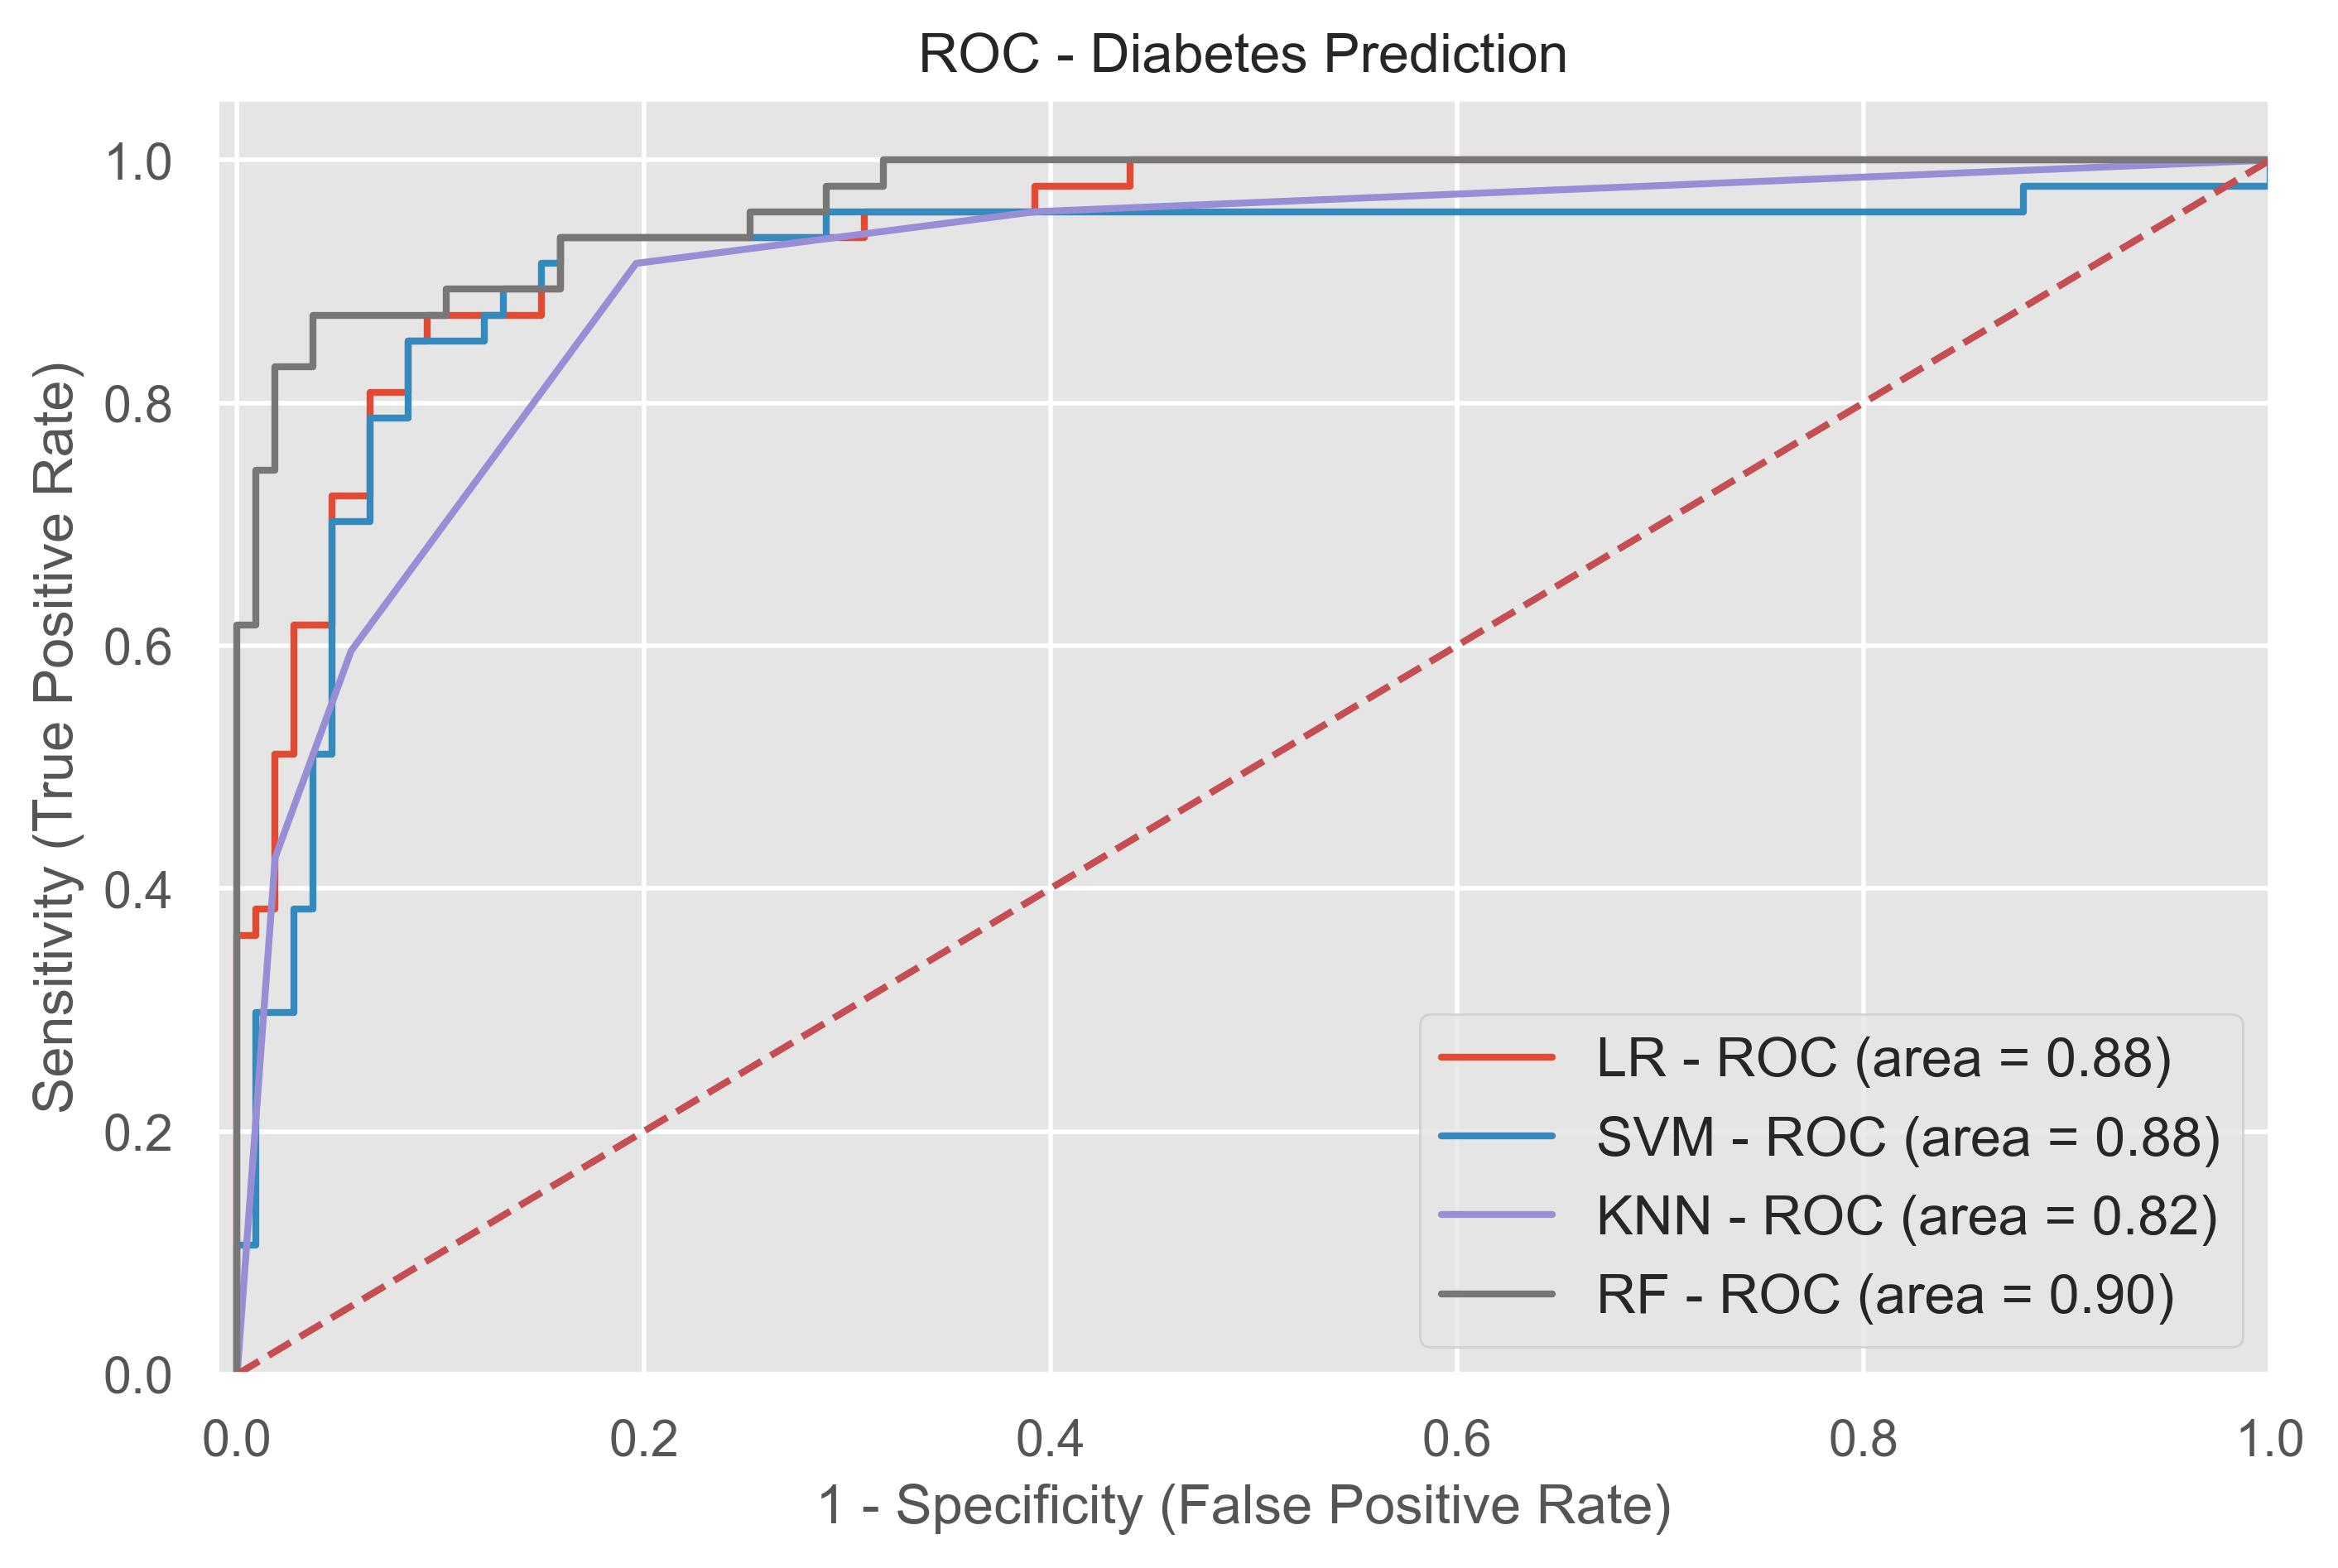 ROC - Diabetes Prediction
Sensitivity (True Positive Rate)
1.0
0.8
0.6
0.4
0.2
0.0
LR - ROC (area = 0.88)
SVM - ROC (area = 0.88)
KNN - ROC (area = 0.82)
RF - ROC (area = 0.90)
0.0 0.2 0.4 0.6 0.8 1.0
1 - Specificity (False Positive Rate)